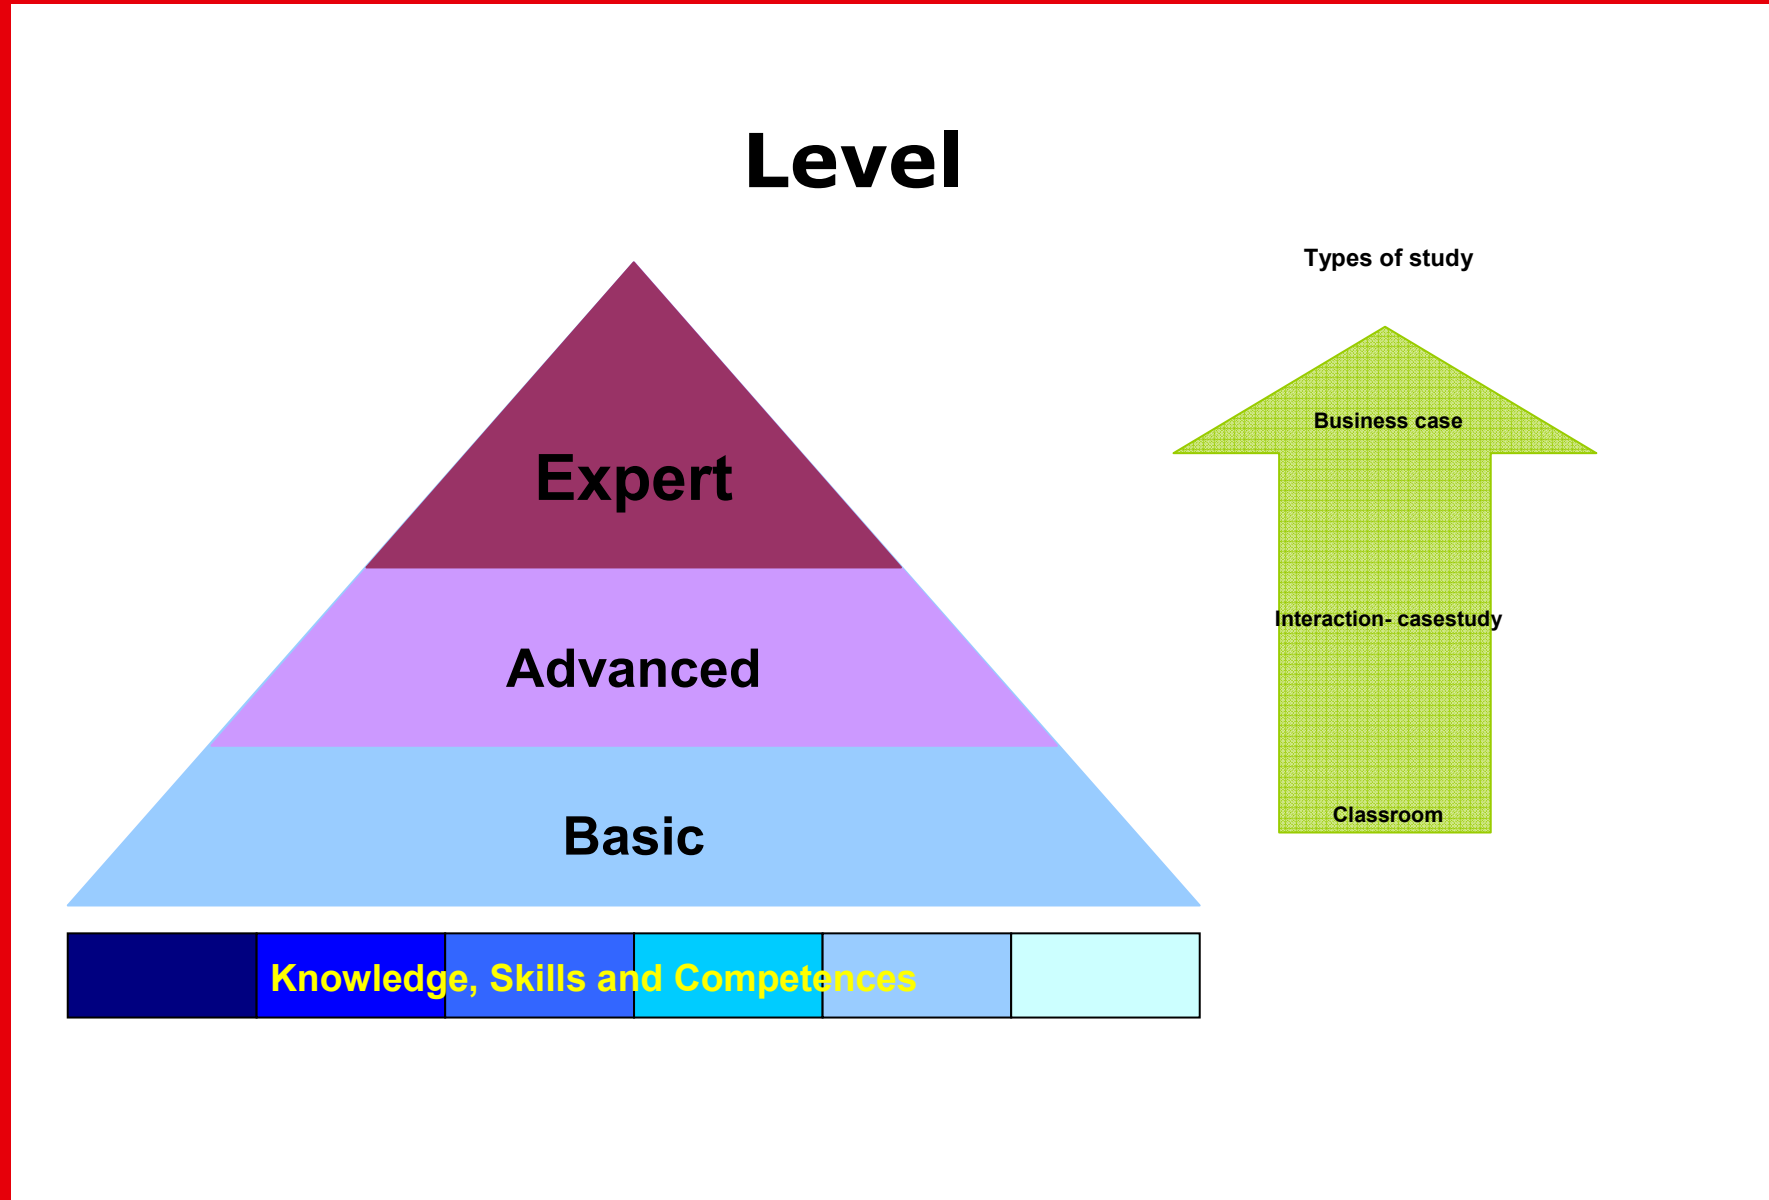 Level
Types of study
Business case
Expert
Interaction- casestudy
Advanced
Classroom
Basic
Knowledge, Skills and Competences